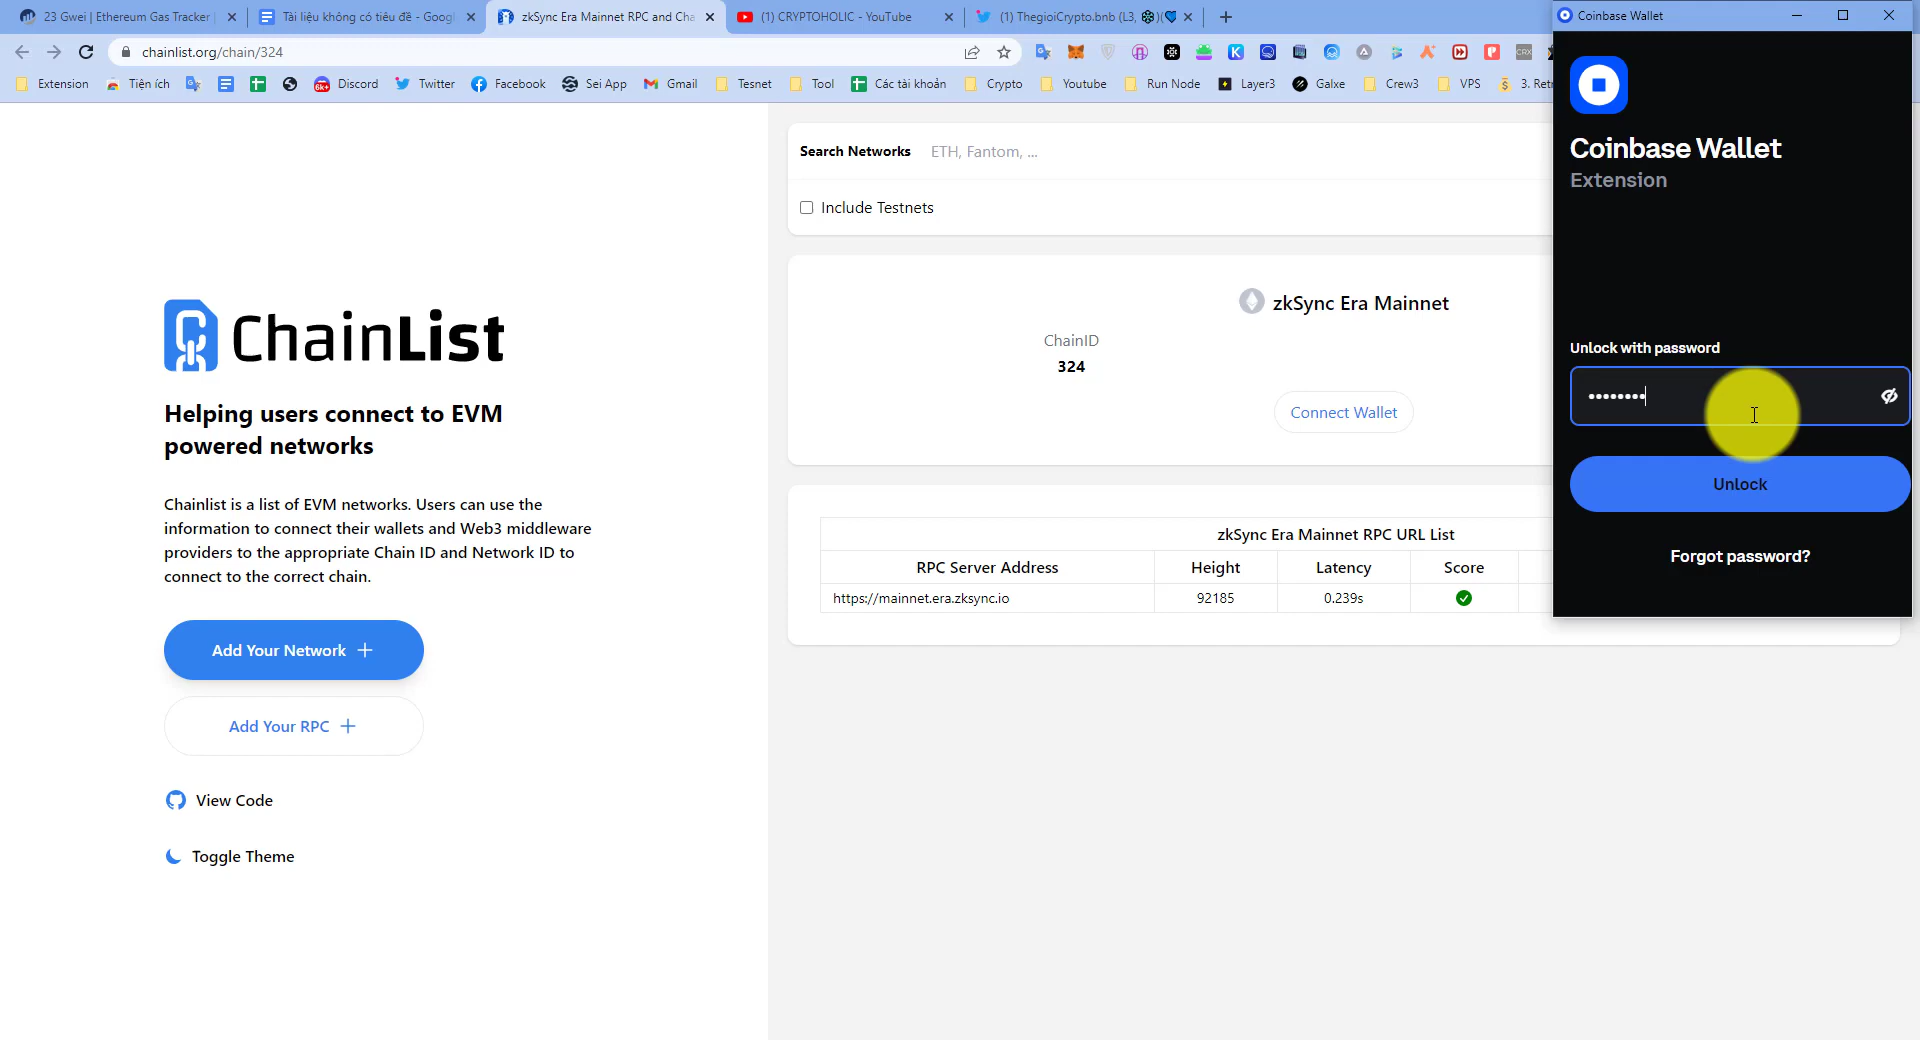 23 Gwei | Ethereum Gas Tracker
Tài liệu không có tiêu đề - Googl
zkSync Era Mainnet RPC and Cha
(1) CRYPTOHOLIC - YouTube
(1) ThegioiCrypto.bnb (L3,
Coinbase Wallet
chainlist.org/chain/324
CRX
Extension
Tiện ích
6k+
Discord
Twitter
Facebook
Sei App
Gmail
Tesnet
Tool
Các tài khoản
Crypto
Youtube
Run Node
Layer3
Galxe
Crew3
VPS
3. Retr
ChainList
Helping users connect to EVM
powered networks
Chainlist is a list of EVM networks. Users can use the
information to connect their wallets and Web3 middleware
providers to the appropriate Chain ID and Network ID to
connect to the correct chain.
Add Your Network
Add Your RPC
View Code
Toggle Theme
Search Networks ETH, Fantom, ...
Include Testnets
zkSync Era Mainnet
ChainID
324
Connect Wallet
zkSync Era Mainnet RPC URL List
RPC Server Address Height Latency Score
https://mainnet.era.zksync.io 92185 0.239s
Coinbase Wallet
Extension
Unlock with password
••••••••
Unlock
Forgot password?